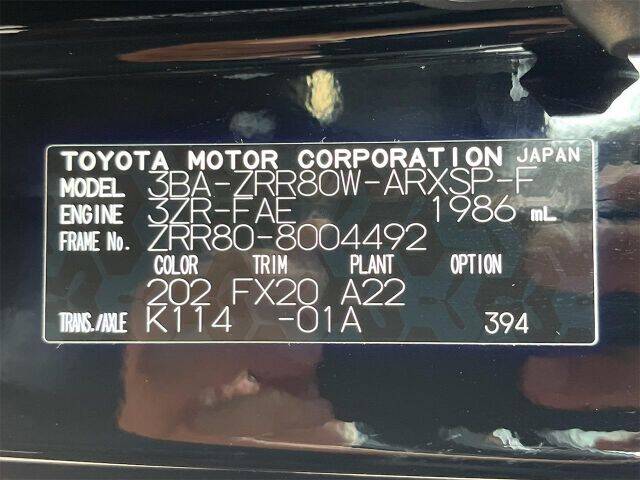 TOYOTA MOTOR CORPORATION JAPAN
MODEL 3BA-ZRR80W-ARXSP-F
ENGINE 3ZR-FAE 1986 mL
FRAME No. ZRR80-8004492
COLOR TRIM PLANT OPTION
202 FX20 A22
TRANS./AXLE K114 -01A 394